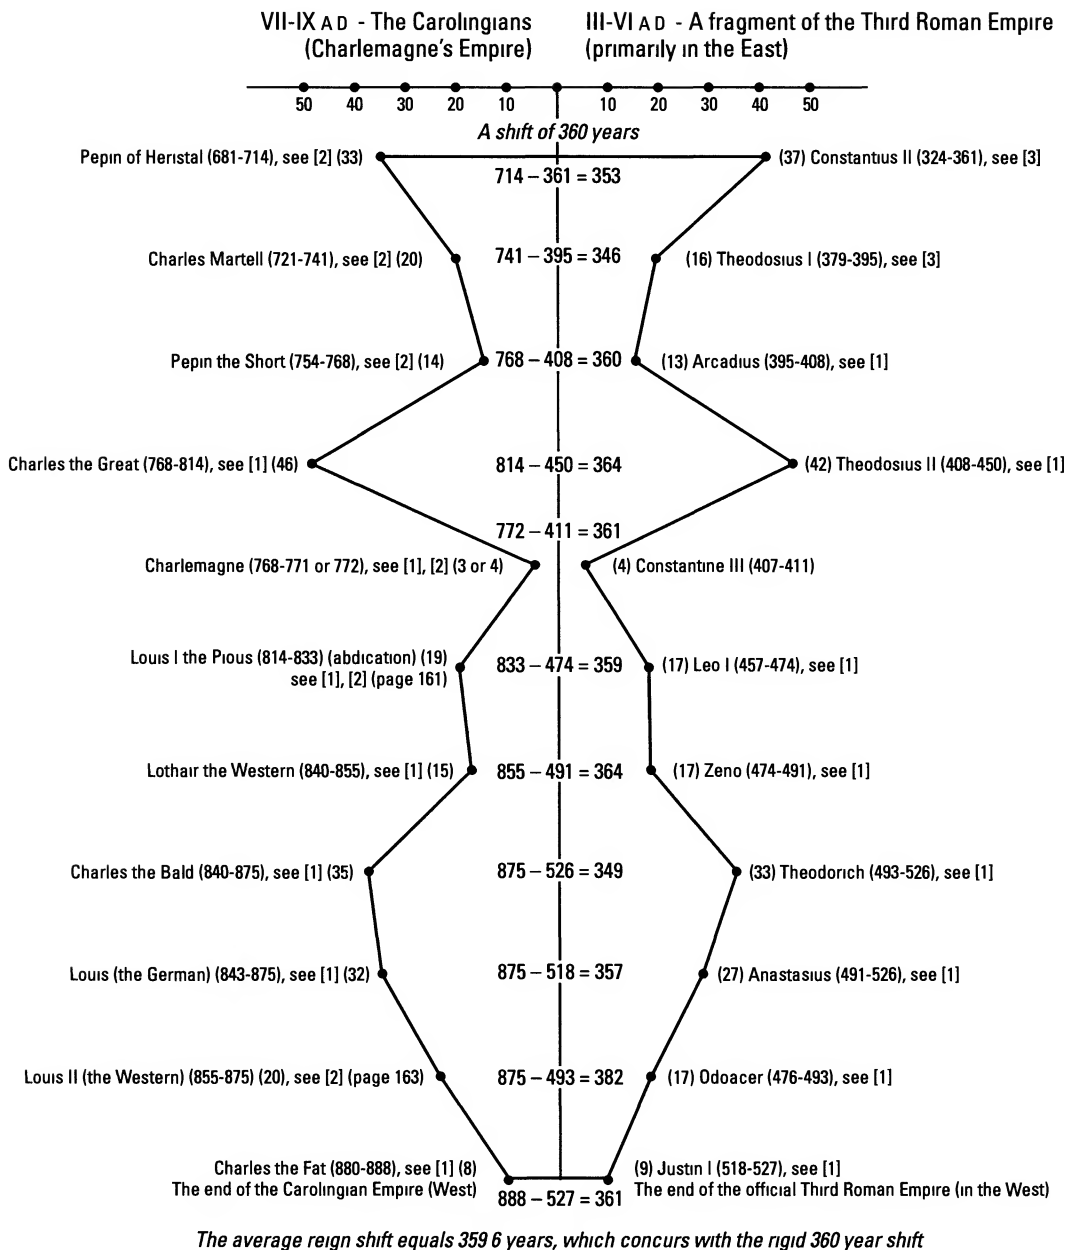 VII-IX A D - The Carolingians
(Charlemagne's Empire)
III-VI A D - A fragment of the Third Roman Empire
(primarily in the East)
50 40 30 20 10 10 20 30 40 50
A shift of 360 years
Pepin of Heristal (681-714), see [2] (33)
714 – 361 = 353
(37) Constantius II (324-361), see [3]
Charles Martell (721-741), see [2] (20)
741 – 395 = 346
(16) Theodosius I (379-395), see [3]
Pepin the Short (754-768), see [2] (14)
768 – 408 = 360
(13) Arcadius (395-408), see [1]
Charles the Great (768-814), see [1] (46)
814 – 450 = 364
(42) Theodosius II (408-450), see [1]
772 – 411 = 361
Charlemagne (768-771 or 772), see [1], [2] (3 or 4)
(4) Constantine III (407-411)
Louis I the Pious (814-833) (abdication) (19)
see [1], [2] (page 161)
833 – 474 = 359
(17) Leo I (457-474), see [1]
Lothair the Western (840-855), see [1] (15)
855 – 491 = 364
(17) Zeno (474-491), see [1]
Charles the Bald (840-875), see [1] (35)
875 – 526 = 349
(33) Theodorich (493-526), see [1]
Louis (the German) (843-875), see [1] (32)
875 – 518 = 357
(27) Anastasius (491-526), see [1]
Louis II (the Western) (855-875) (20), see [2] (page 163)
875 – 493 = 382
(17) Odoacer (476-493), see [1]
Charles the Fat (880-888), see [1] (8)
The end of the Carolingian Empire (West)
888 – 527 = 361
(9) Justin I (518-527), see [1]
The end of the official Third Roman Empire (in the West)
The average reign shift equals 359 6 years, which concurs with the rigid 360 year shift